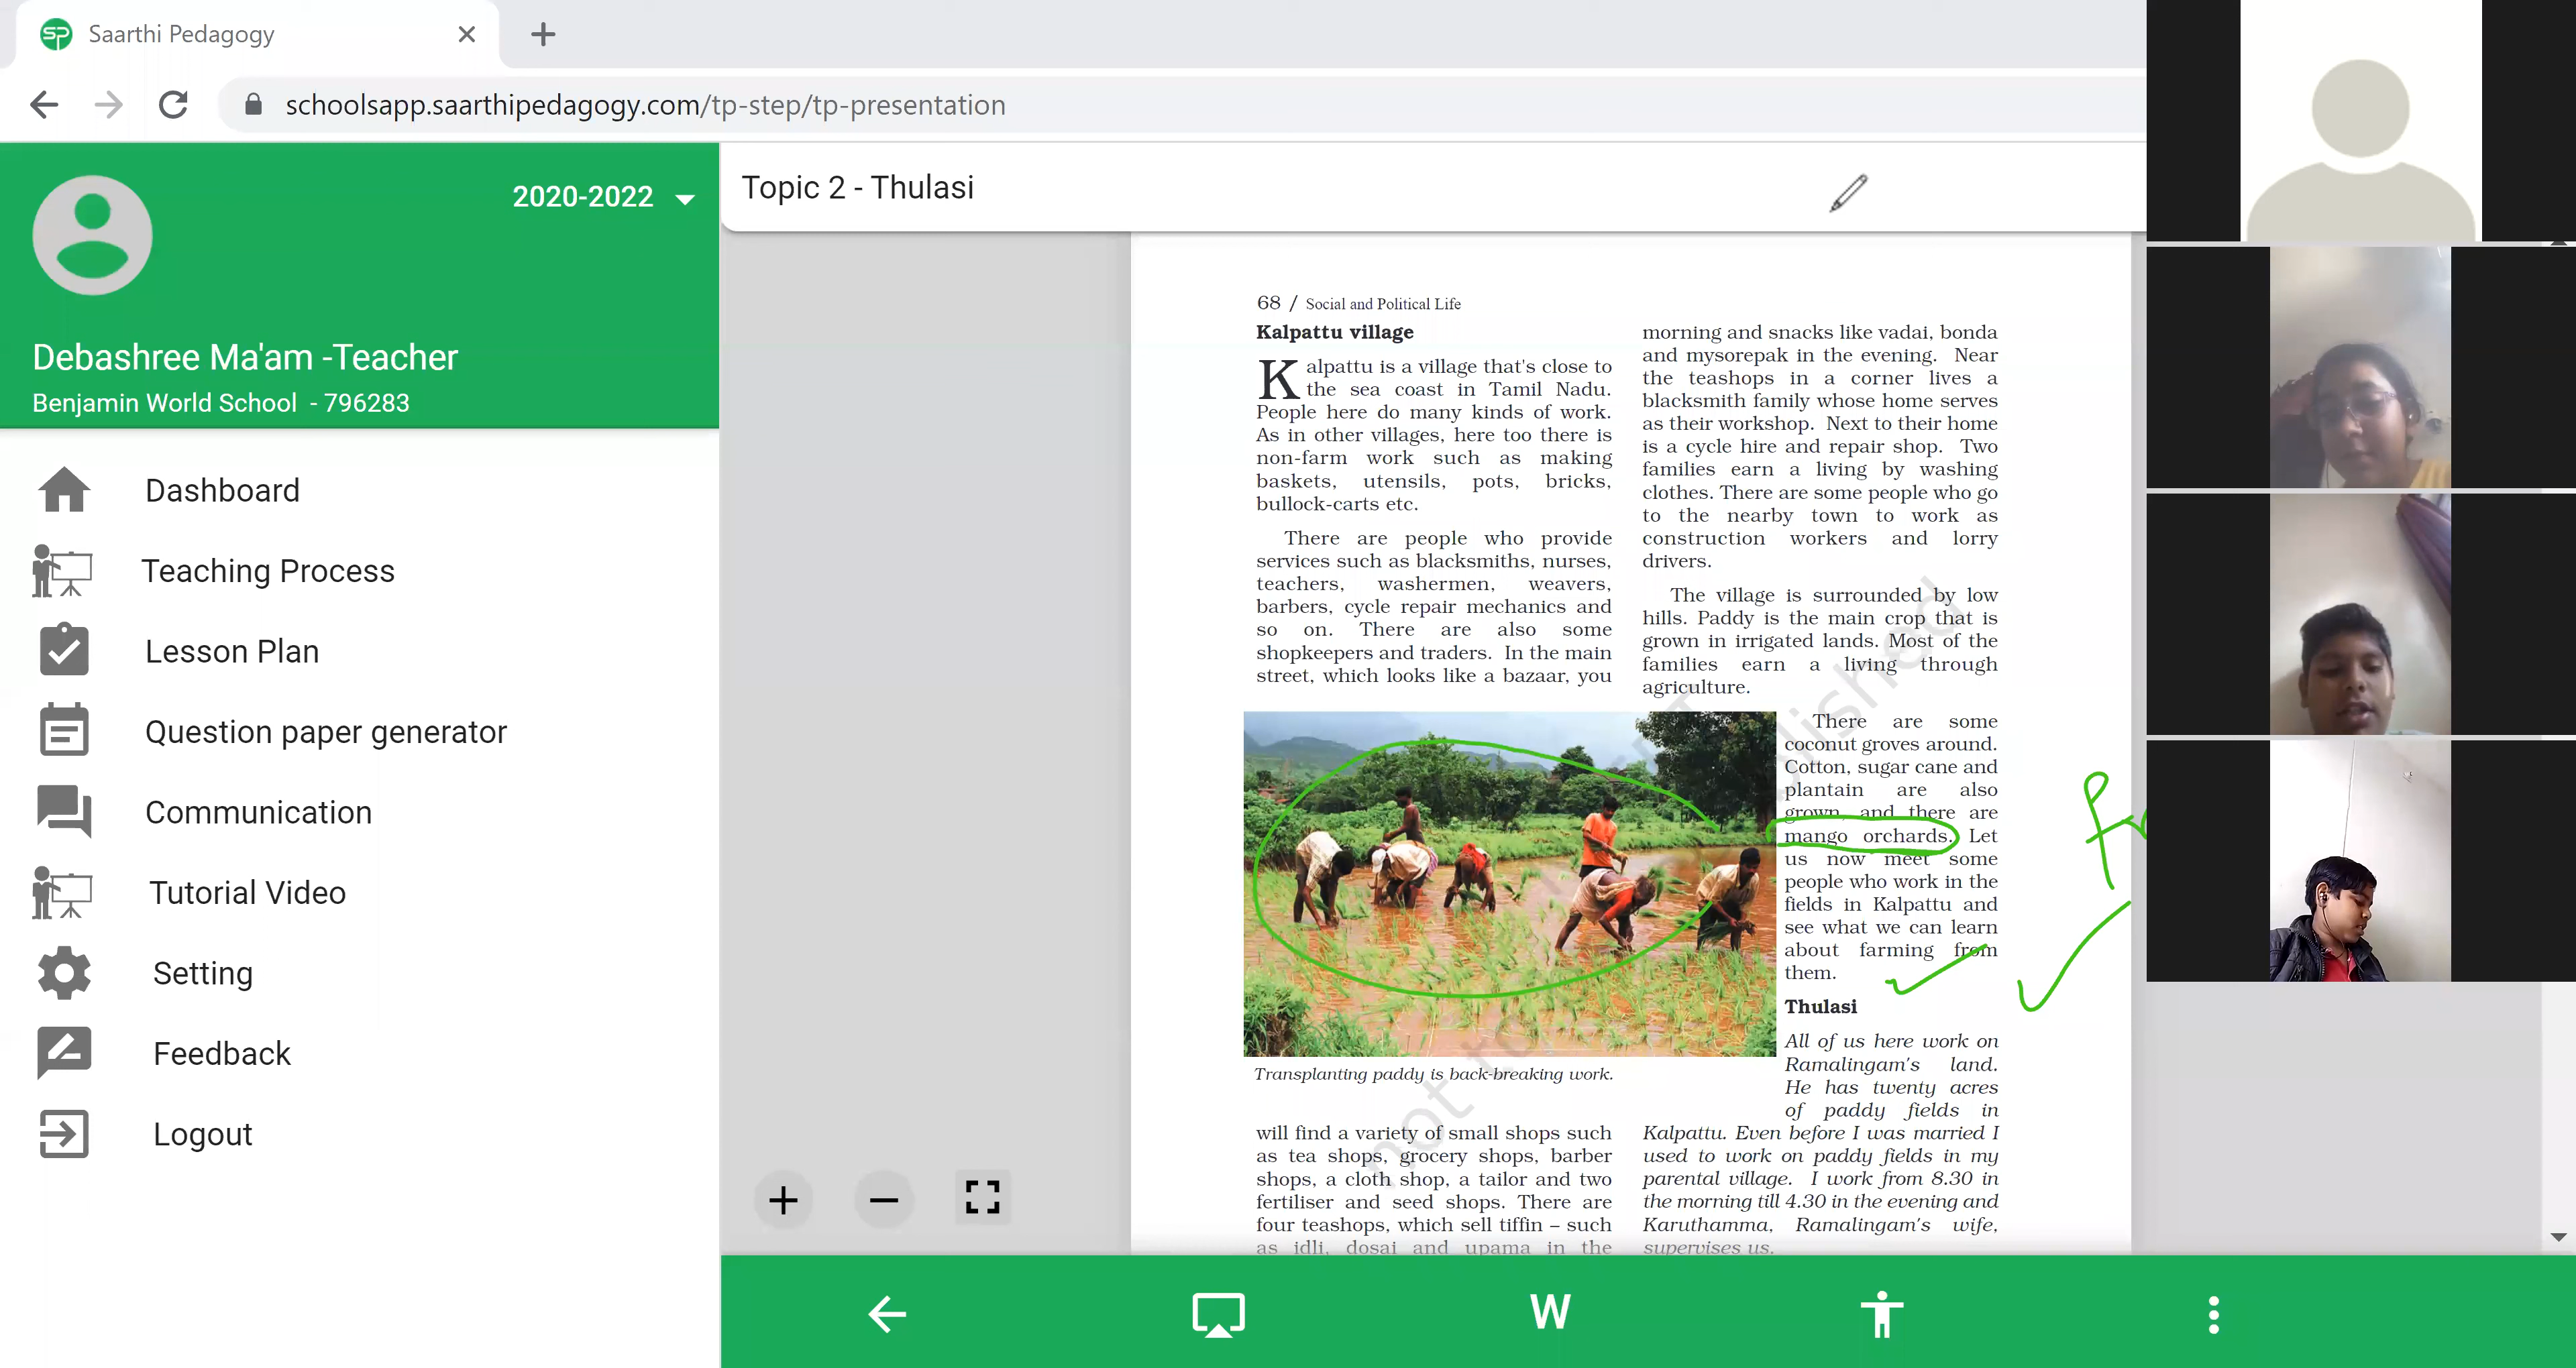 Saarthi Pedagogy
schoolsapp.saarthipedagogy.com/tp-step/tp-presentation
2020-2022
Debashree Ma'am -Teacher
Benjamin World School - 796283
Dashboard
Teaching Process
Lesson Plan
Question paper generator
Communication
Tutorial Video
Setting
Feedback
Logout
Topic 2 - Thulasi
68 / Social and Political Life
Kalpattu village
Kalpattu is a village that's close to
the sea coast in Tamil Nadu.
People here do many kinds of work.
As in other villages, here too there is
non-farm work such as making
baskets, utensils, pots, bricks,
bullock-carts etc.
There are people who provide
services such as blacksmiths, nurses,
teachers, washermen, weavers,
barbers, cycle repair mechanics and
so on. There are also some
shopkeepers and traders. In the main
street, which looks like a bazaar, you
Transplanting paddy is back-breaking work.
will find a variety of small shops such
as tea shops, grocery shops, barber
shops, a cloth shop, a tailor and two
fertiliser and seed shops. There are
four teashops, which sell tiffin – such
as idli, dosai and upama in the
morning and snacks like vadai, bonda
and mysorepak in the evening. Near
the teashops in a corner lives a
blacksmith family whose home serves
as their workshop. Next to their home
is a cycle hire and repair shop. Two
families earn a living by washing
clothes. There are some people who go
to the nearby town to work as
construction workers and lorry
drivers.
The village is surrounded by low
hills. Paddy is the main crop that is
grown in irrigated lands. Most of the
families earn a living through
agriculture.
There are some
coconut groves around.
Cotton, sugar cane and
plantain are also
grown, and there are
mango orchards. Let
us now meet some
people who work in the
fields in Kalpattu and
see what we can learn
about farming from
them.
Thulasi
All of us here work on
Ramalingam's land.
He has twenty acres
of paddy fields in
Kalpattu. Even before I was married I
used to work on paddy fields in my
parental village. I work from 8.30 in
the morning till 4.30 in the evening and
Karuthamma, Ramalingam's wife,
supervises us.
W